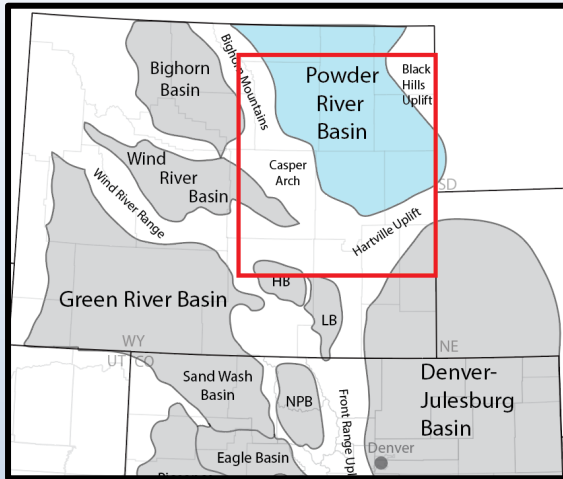 Bighorn
Basin
Bighorn Mountains
Powder
River
Basin
Black
Hills
Uplift
Wind
River
Basin
Casper
Arch
Wind River Range
SD
Hartville Uplift
Green River Basin
HB
LB
WY
UT
CO
NE
Sand Wash
Basin
NPB
Front Range Upl
Denver-
Julesburg
Basin
Denver
Eagle Basin